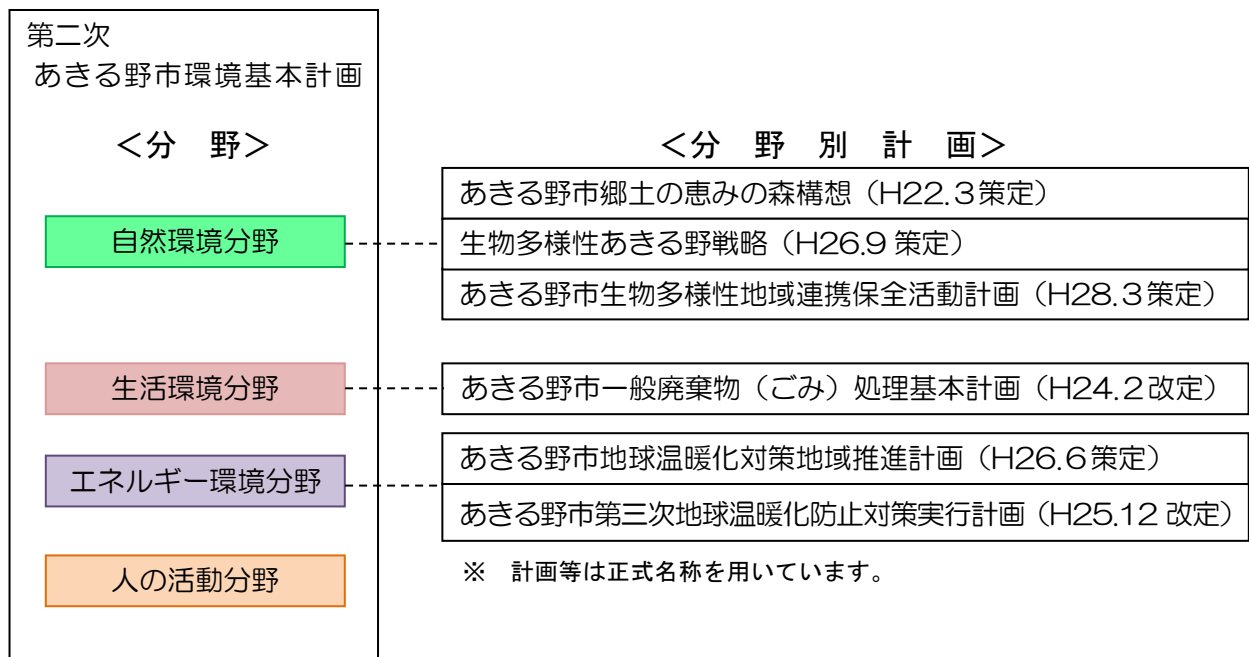 第二次
あきる野市環境基本計画
＜分　野＞
＜分　野　別　計　画＞
自然環境分野
あきる野市郷土の恵みの森構想（H22.3策定）
生物多様性あきる野戦略（H26.9 策定）
あきる野市生物多様性地域連携保全活動計画（H28.3策定）
生活環境分野
あきる野市一般廃棄物（ごみ）処理基本計画（H24.2改定）
エネルギー環境分野
あきる野市地球温暖化対策地域推進計画（H26.6策定）
あきる野市第三次地球温暖化防止対策実行計画（H25.12 改定）
人の活動分野
※　計画等は正式名称を用いています。